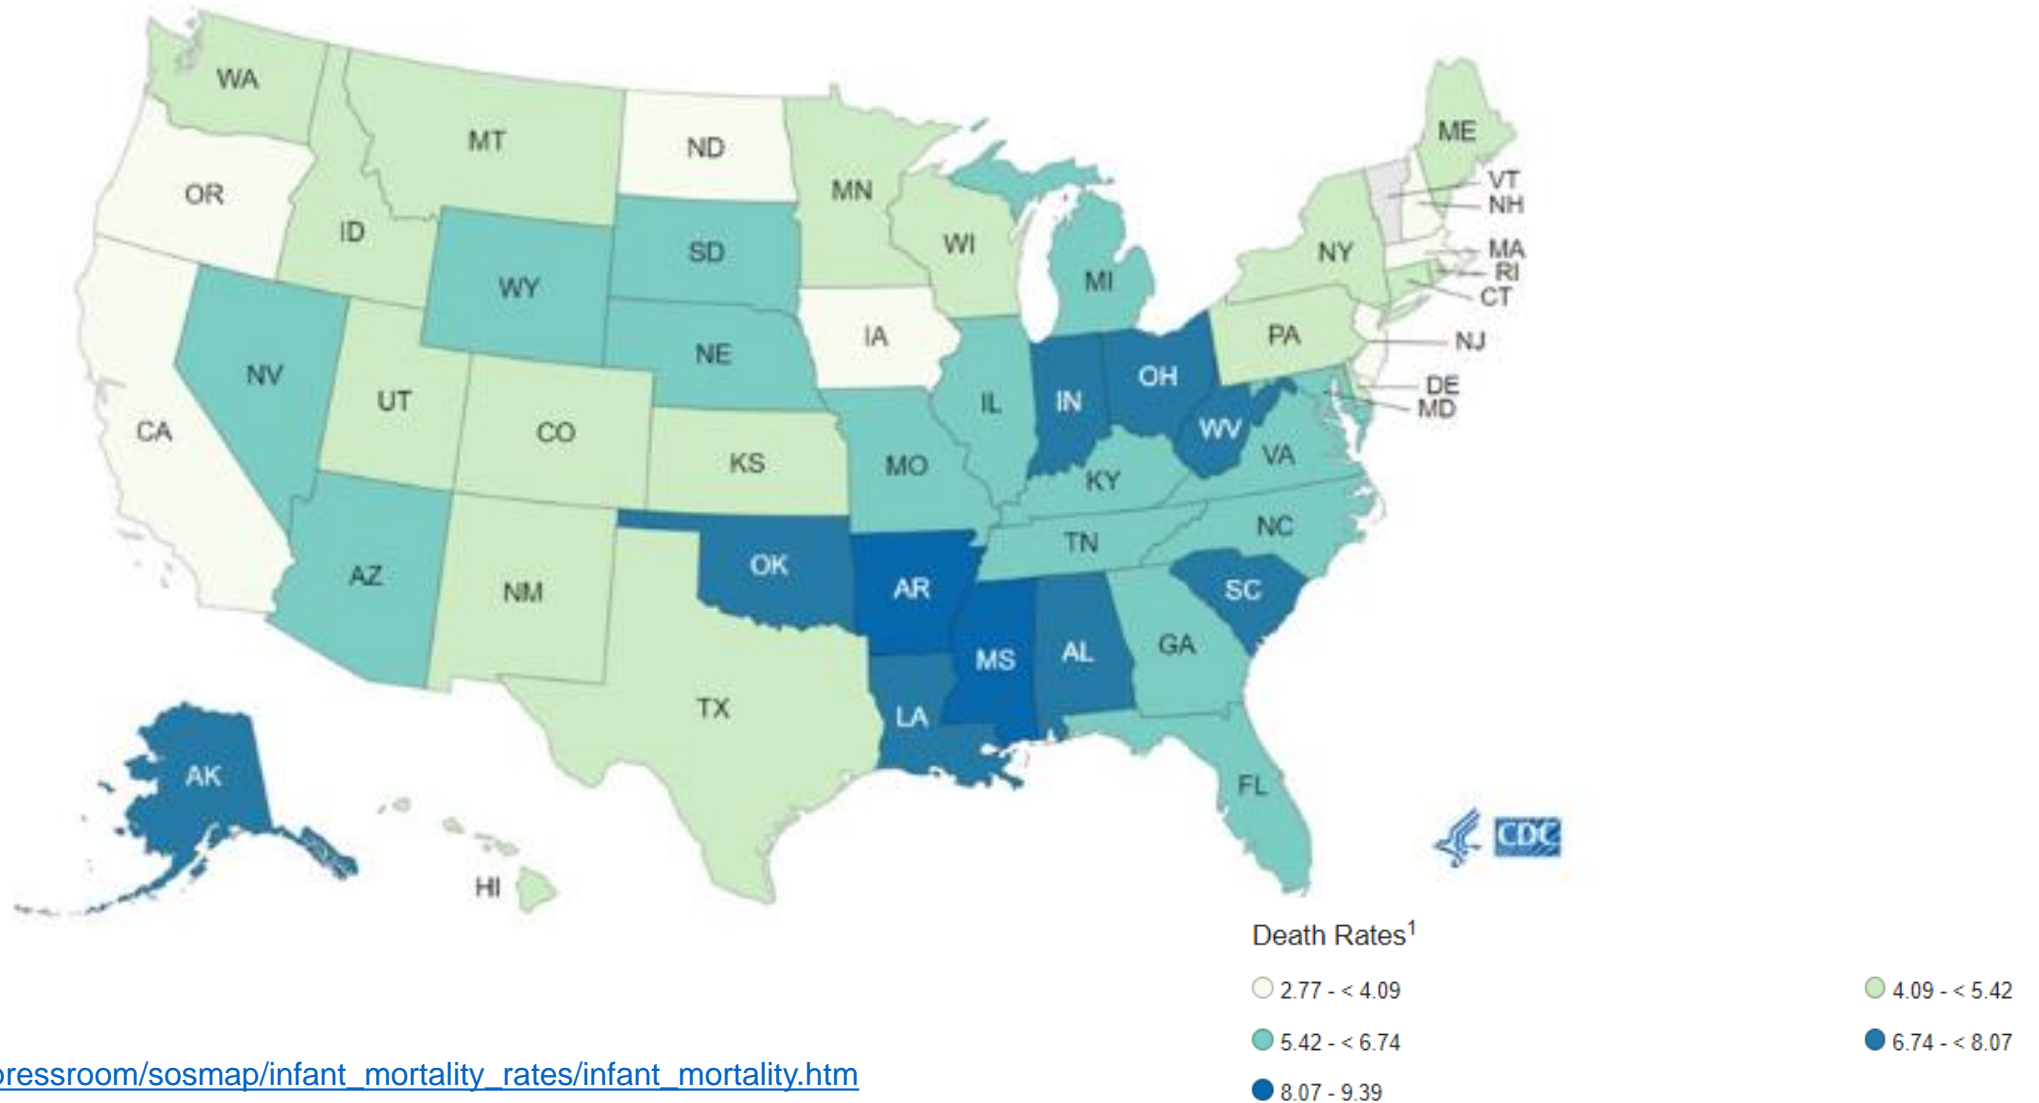 WA
MT
ND
ME
OR
MN
VT
NH
ID
SD
WI
NY
MA
RI
WY
MI
CT
IA
PA
NJ
NV
NE
OH
DE
UT
IL
IN
MD
CA
CO
WV
KS
MO
VA
KY
NC
TN
OK
AZ
AR
SC
NM
GA
MS
AL
TX
LA
AK
FL
CDC
HI
Death Rates1
2.77 - < 4.09
4.09 - < 5.42
5.42 - < 6.74
6.74 - < 8.07
8.07 - 9.39
pressroom/sosmap/infant_mortality_rates/infant_mortality.htm